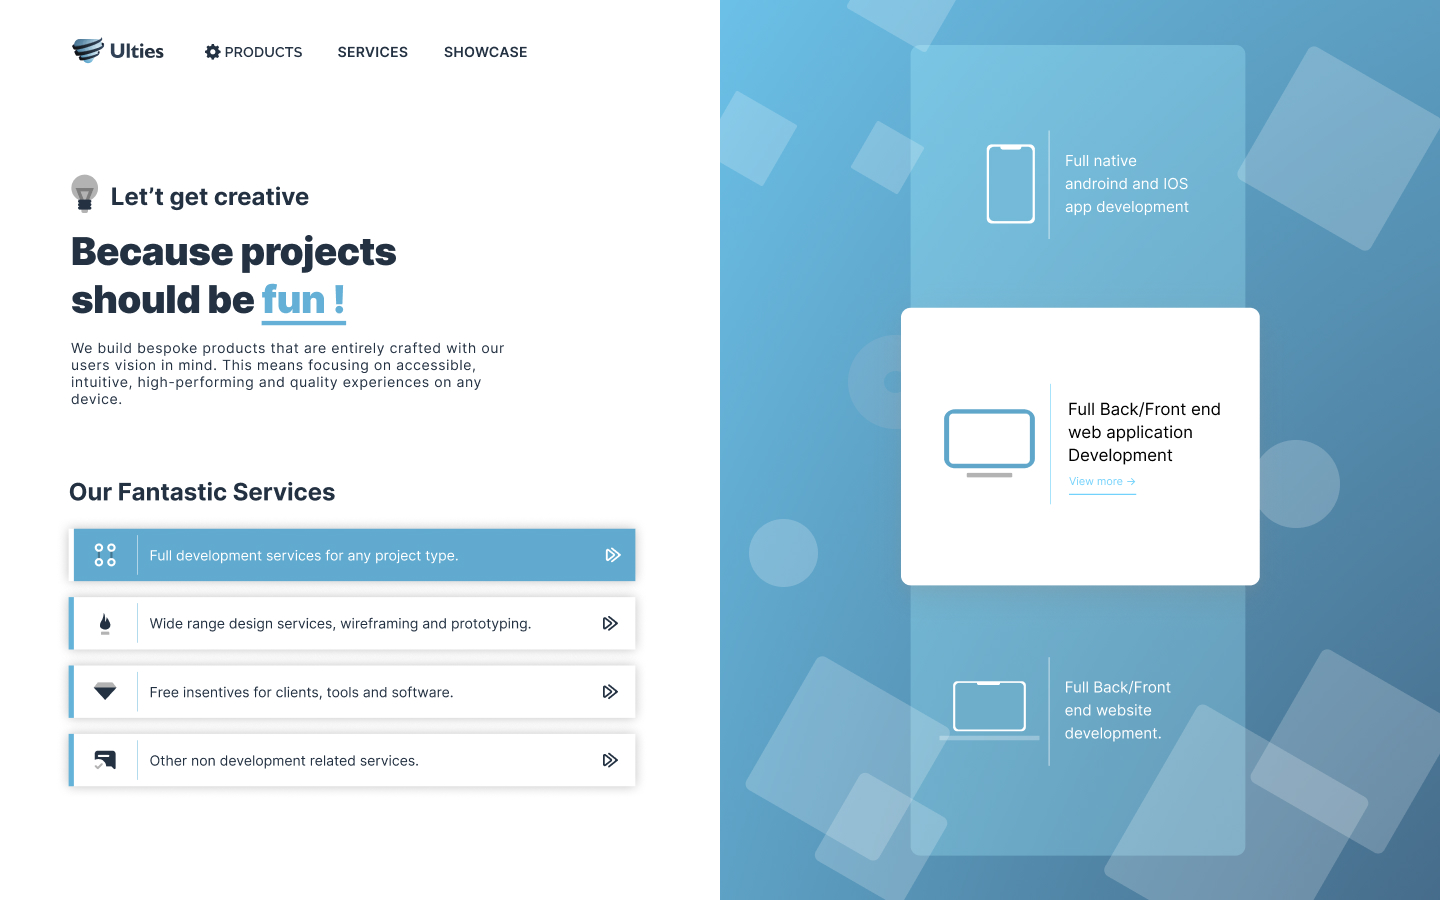 Ulties
PRODUCTS
SERVICES
SHOWCASE
Let’t get creative
Because projects
should be fun !
We build bespoke products that are entirely crafted with our
users vision in mind. This means focusing on accessible,
intuitive, high-performing and quality experiences on any
device.
Our Fantastic Services
Full development services for any project type.
Wide range design services, wireframing and prototyping.
Free insentives for clients, tools and software.
Other non development related services.
Full native
androind and IOS
app development
Full Back/Front end
web application
Development
View more →
Full Back/Front
end website
development.